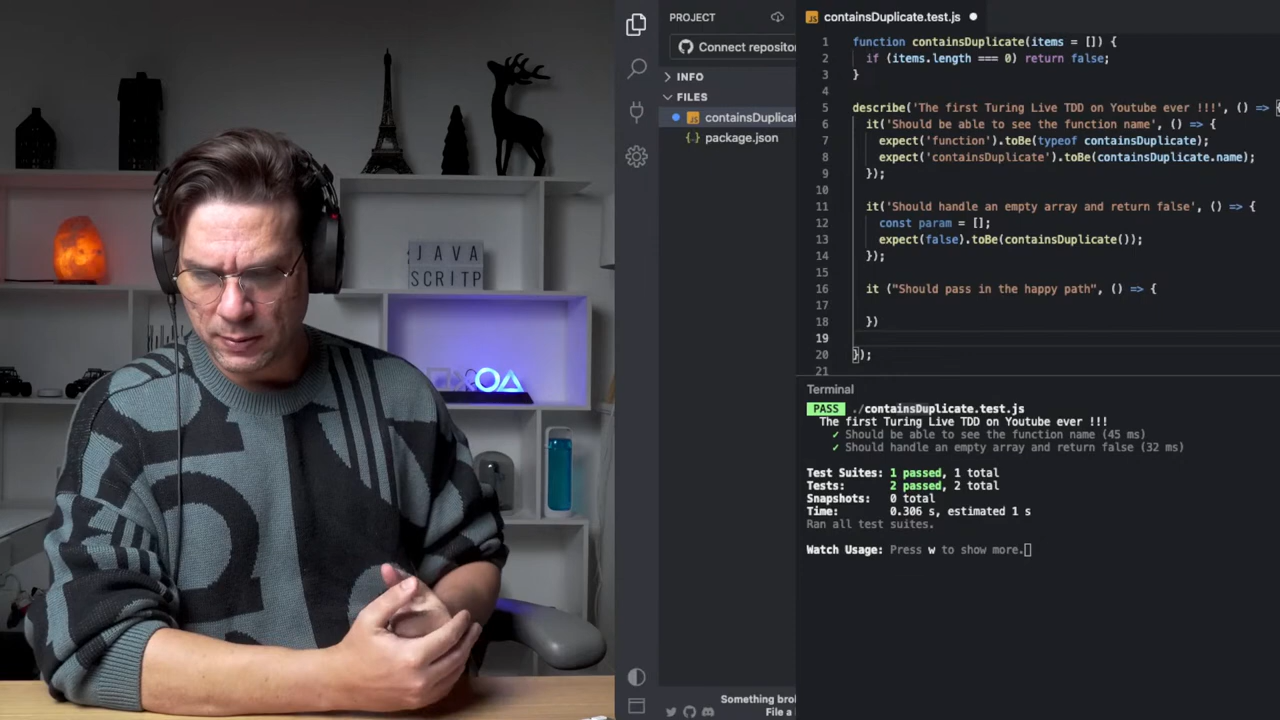 JAVA
SCRITP
PROJECT
Connect reposito
INFO
FILES
containsDuplicat
package.json
Something bro
File a
containsDuplicate.test.js
1 function containsDuplicate(items = []) {
2 if (items.length === 0) return false;
3 }
4
5 describe('The first Turing Live TDD on Youtube ever !!!', () => {
6 it('Should be able to see the function name', () => {
7 expect('function').toBe(typeof containsDuplicate);
8 expect('containsDuplicate').toBe(containsDuplicate.name);
9 });
10
11 it('Should handle an empty array and return false', () => {
12 const param = [];
13 expect(false).toBe(containsDuplicate());
14 });
15
16 it ("Should pass in the happy path", () => {
17
18 })
19
20 });
21
Terminal
PASS ./containsDuplicate.test.js
The first Turing Live TDD on Youtube ever !!!
✓ Should be able to see the function name (45 ms)
✓ Should handle an empty array and return false (32 ms)
Test Suites: 1 passed, 1 total
Tests: 2 passed, 2 total
Snapshots: 0 total
Time: 0.306 s, estimated 1 s
Ran all test suites.
Watch Usage: Press w to show more.